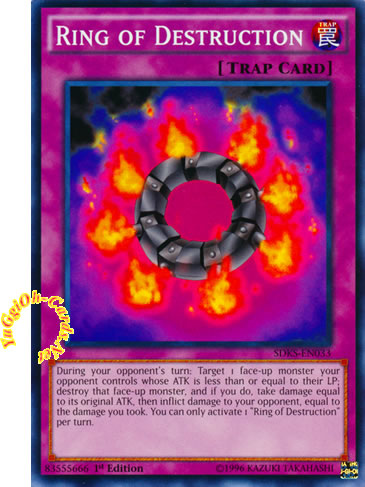 RING OF DESTRUCTION
TRAP
罠
[TRAP CARD]
YuGgiOh-Cards.Net
SDKS-EN033
During your opponent's turn: Target 1 face-up monster your
opponent controls whose ATK is less than or equal to their LP;
destroy that face-up monster, and if you do, take damage equal
to its original ATK, then inflict damage to your opponent, equal to
the damage you took. You can only activate 1 "Ring of Destruction"
per turn.
83555666 1st Edition ©1996 KAZUKI TAKAHASHI